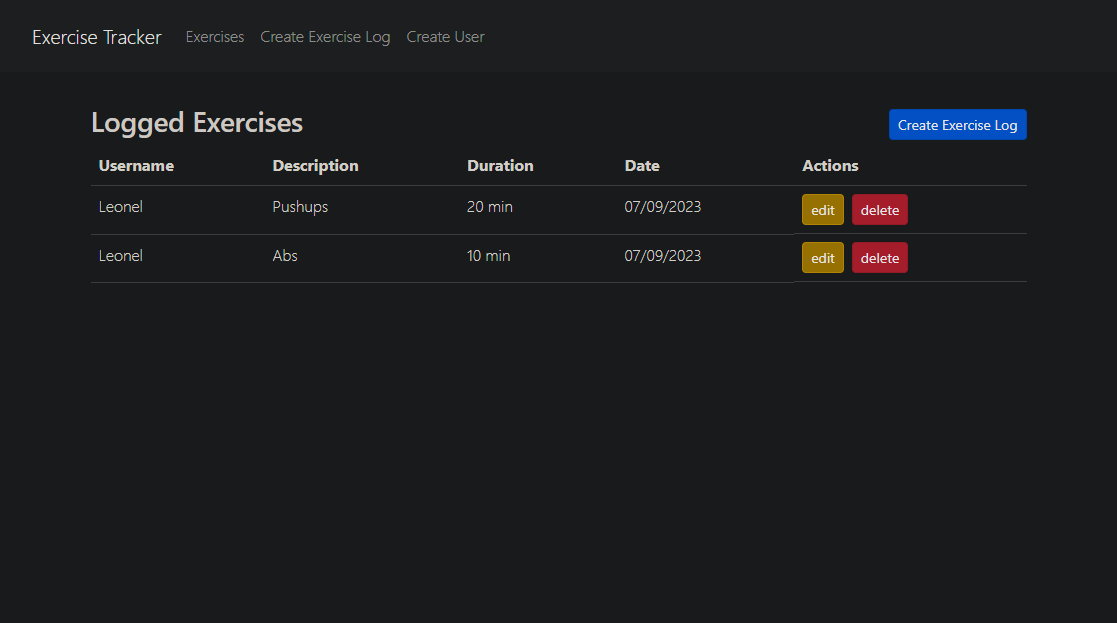 Exercise Tracker Exercises Create Exercise Log Create User
Logged Exercises Create Exercise Log
Username Description Duration Date Actions
Leonel Pushups 20 min 07/09/2023 edit delete
Leonel Abs 10 min 07/09/2023 edit delete